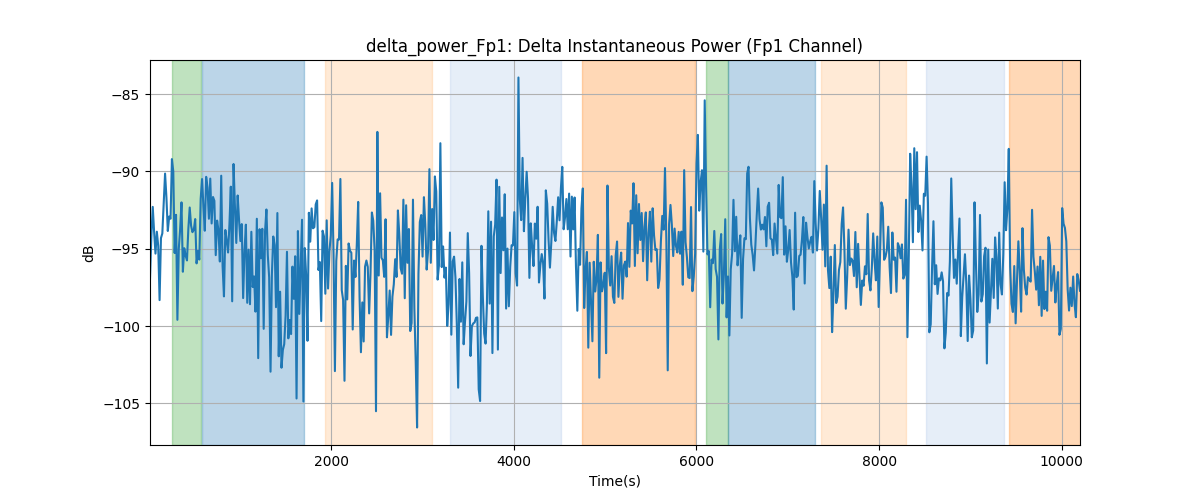 delta_power_Fp1: Delta Instantaneous Power (Fp1 Channel)
−85
−90
−95
−100
−105
dB
2000 4000 6000 8000 10000
Time(s)